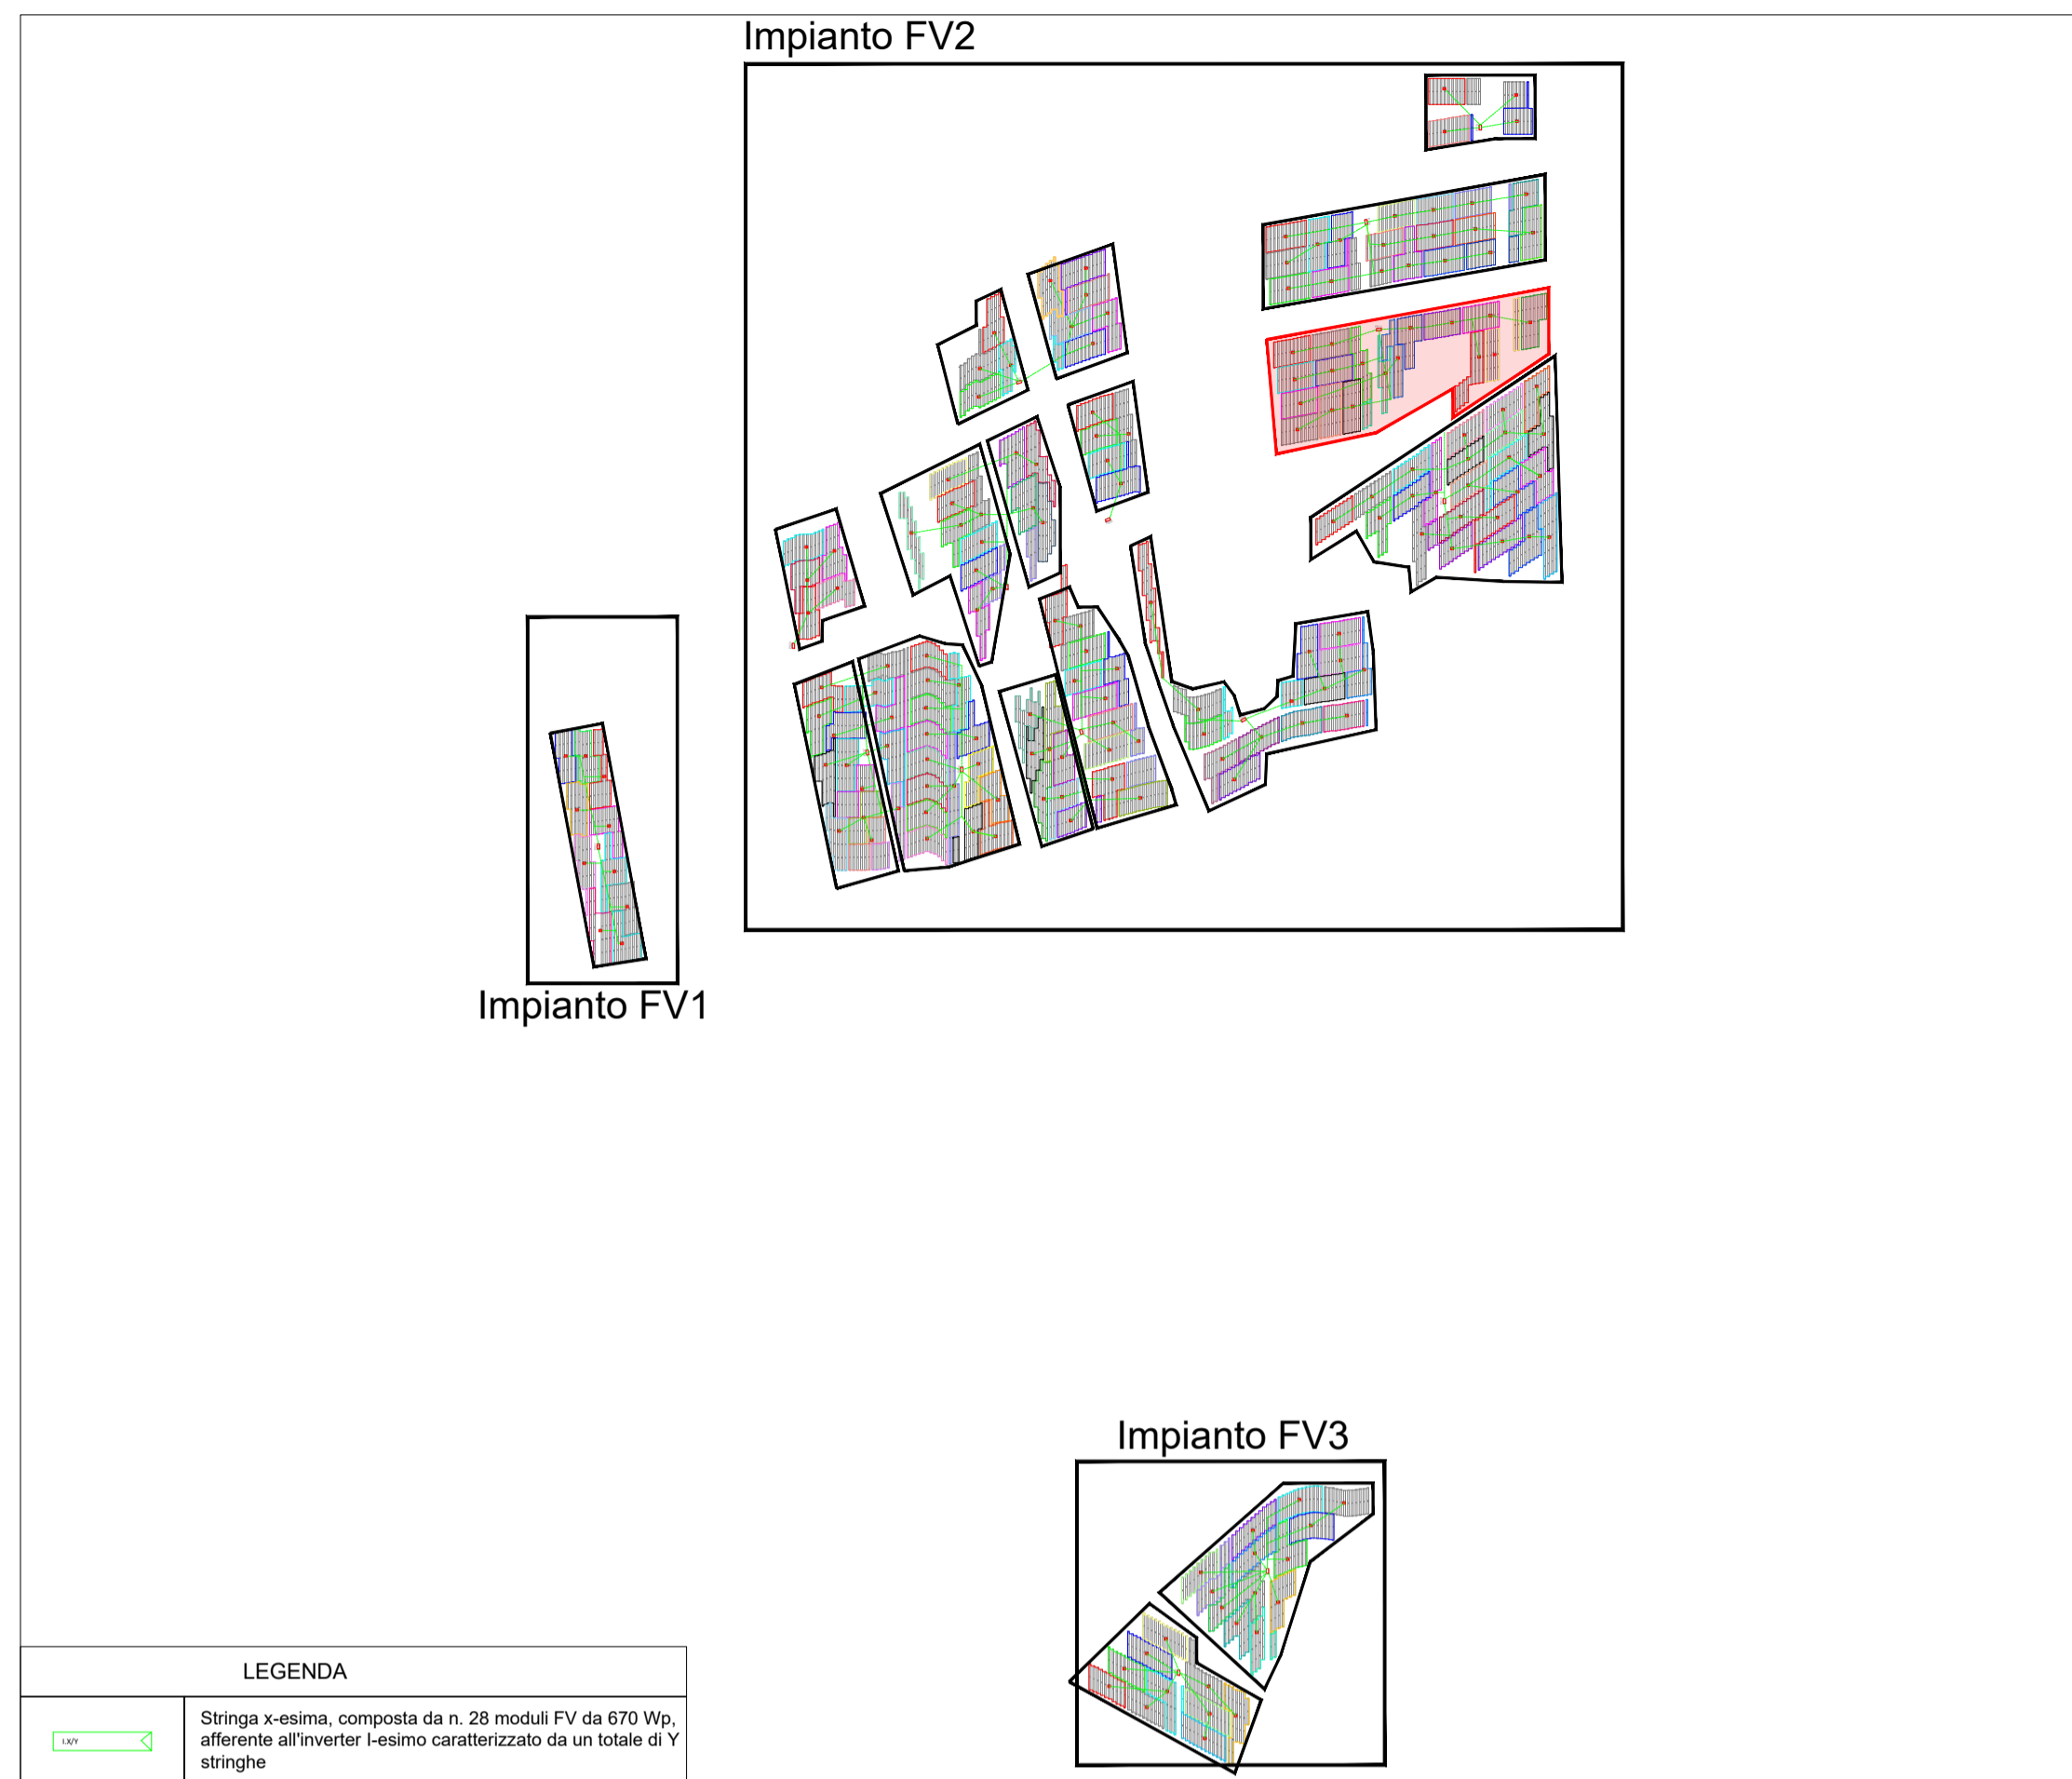 Impianto FV2
Impianto FV1
Impianto FV3
LEGENDA
I.X/Y
Stringa x-esima, composta da n. 28 moduli FV da 670 Wp,
afferente all'inverter I-esimo caratterizzato da un totale di Y
stringhe